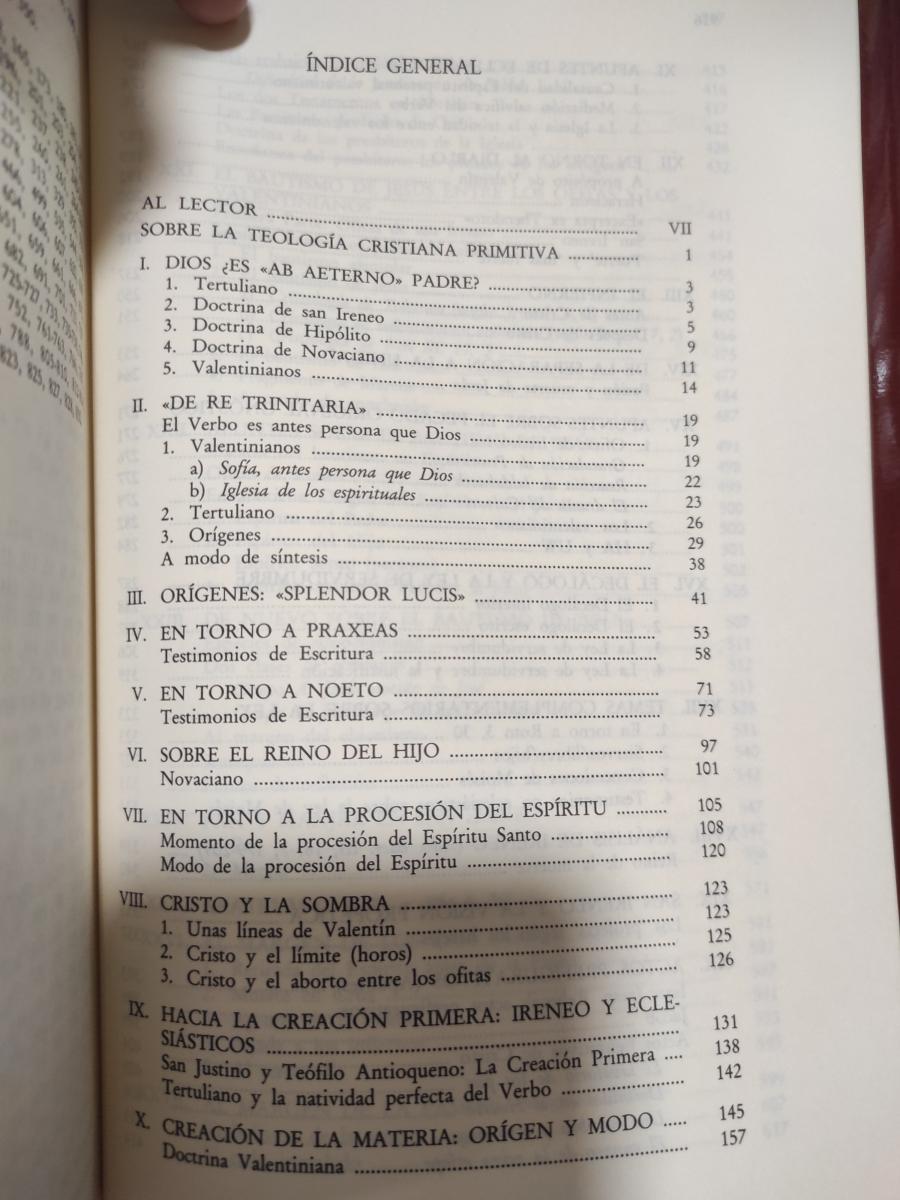 ÍNDICE GENERAL
AL LECTOR ........ VII
SOBRE LA TEOLOGÍA CRISTIANA PRIMITIVA ........ 1
I. DIOS ¿ES «AB AETERNO» PADRE? ........ 3
1. Tertuliano ........ 3
2. Doctrina de san Ireneo ........ 5
3. Doctrina de Hipólito ........ 9
4. Doctrina de Novaciano ........ 11
5. Valentinianos ........ 14
II. «DE RE TRINITARIA» ........ 19
El Verbo es antes persona que Dios ........ 19
1. Valentinianos ........ 19
a) Sofía, antes persona que Dios ........ 22
b) Iglesia de los espirituales ........ 23
2. Tertuliano ........ 26
3. Orígenes ........ 29
A modo de síntesis ........ 38
III. ORÍGENES: «SPLENDOR LUCIS» ........ 41
IV. EN TORNO A PRAXEAS ........ 53
Testimonios de Escritura ........ 58
V. EN TORNO A NOETO ........ 71
Testimonios de Escritura ........ 73
VI. SOBRE EL REINO DEL HIJO ........ 97
Novaciano ........ 101
VII. EN TORNO A LA PROCESIÓN DEL ESPÍRITU ........ 105
Momento de la procesión del Espíritu Santo ........ 108
Modo de la procesión del Espíritu ........ 120
VIII. CRISTO Y LA SOMBRA ........ 123
1. Unas líneas de Valentín ........ 123
2. Cristo y el límite (horos) ........ 125
3. Cristo y el aborto entre los ofitas ........ 126
IX. HACIA LA CREACIÓN PRIMERA: IRENEO Y ECLE-
SIÁSTICOS ........ 131
San Justino y Teófilo Antioqueno: La Creación Primera .... 138
Tertuliano y la natividad perfecta del Verbo ........ 142
X. CREACIÓN DE LA MATERIA: ORÍGEN Y MODO ..... 145
Doctrina Valentiniana ........ 157